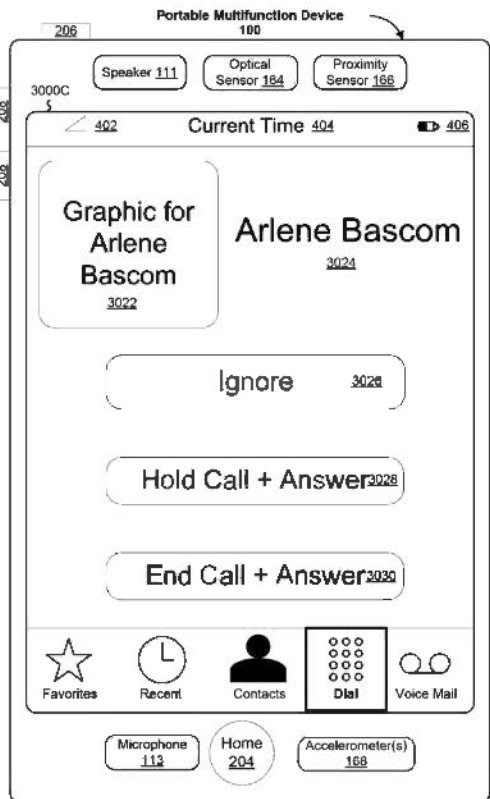 Portable Multifunction Device
100
206
Speaker 111
Optical
Sensor 164
Proximity
Sensor 166
3000C
208
208
402
Current Time 404
406
Graphic for
Arlene
Bascom
3022
Arlene Bascom
3024
Ignore 3026
Hold Call + Answer 3028
End Call + Answer 3030
Favorites
Recent
Contacts
Dial
Voice Mail
Microphone
113
Home
204
Accelerometer(s)
168